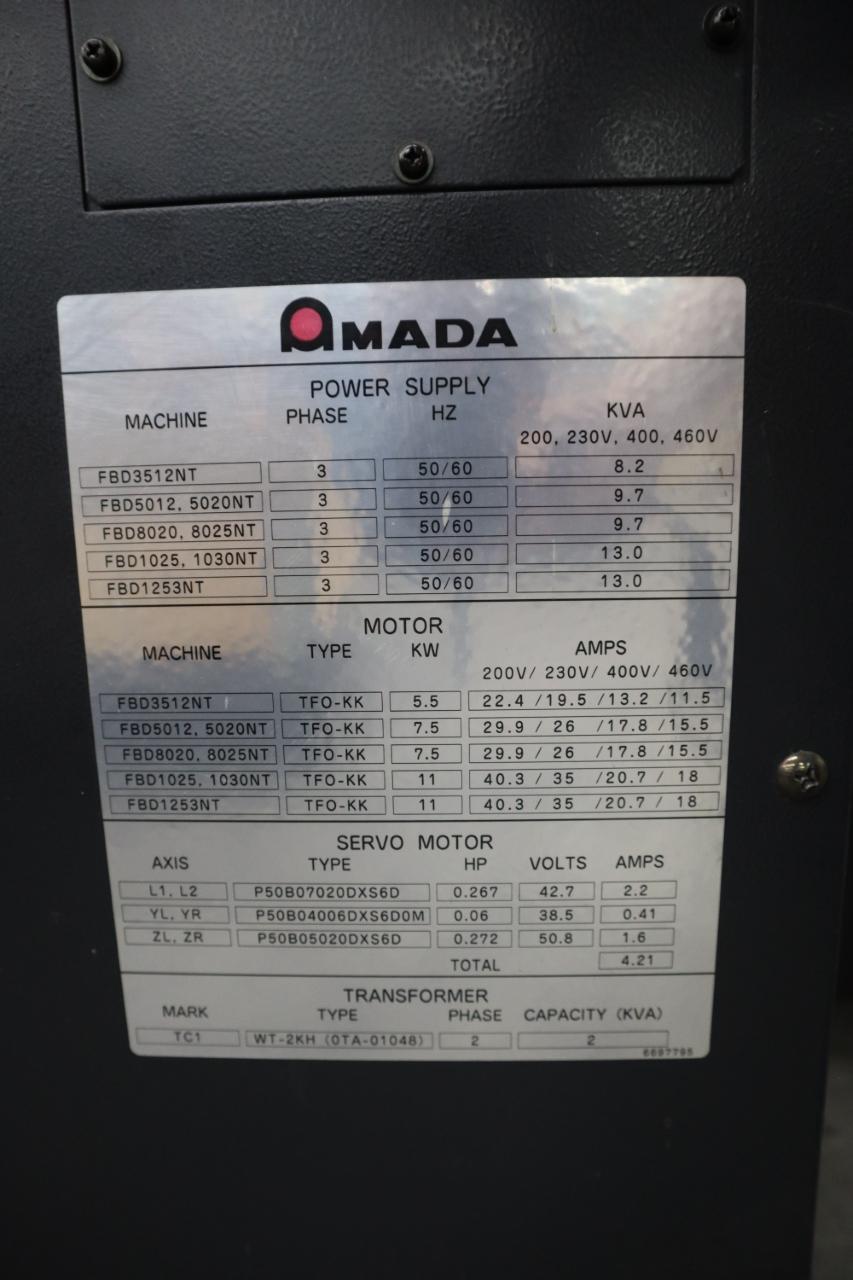 AMADA
POWER SUPPLY
MACHINE PHASE HZ KVA
200, 230V, 400, 460V
FBD3512NT 3 50/60 8.2
FBD5012, 5020NT 3 50/60 9.7
FBD8020, 8025NT 3 50/60 9.7
FBD1025, 1030NT 3 50/60 13.0
FBD1253NT 3 50/60 13.0
MOTOR
MACHINE TYPE KW AMPS
200V/ 230V/ 400V/ 460V
FBD3512NT TFO-KK 5.5 22.4 /19.5 /13.2 /11.5
FBD5012, 5020NT TFO-KK 7.5 29.9 / 26 /17.8 /15.5
FBD8020, 8025NT TFO-KK 7.5 29.9 / 26 /17.8 /15.5
FBD1025, 1030NT TFO-KK 11 40.3 / 35 /20.7 / 18
FBD1253NT TFO-KK 11 40.3 / 35 /20.7 / 18
SERVO MOTOR
AXIS TYPE HP VOLTS AMPS
L1, L2 P50B07020DXS6D 0.267 42.7 2.2
YL, YR P50B04006DXS6D0M 0.06 38.5 0.41
ZL, ZR P50B05020DXS6D 0.272 50.8 1.6
TOTAL 4.21
TRANSFORMER
MARK TYPE PHASE CAPACITY (KVA)
TC1 WT-2KH (OTA-01048) 2 2
6697795